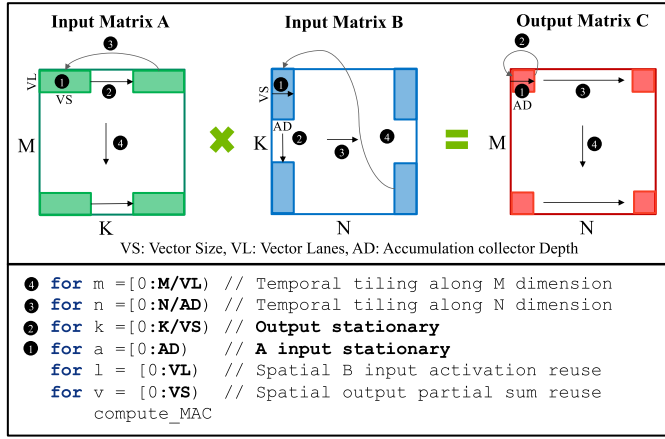 Input Matrix A
Input Matrix B
Output Matrix C
3
2
VL
1
2
VS
4
M
K
VS
1
AD
2
3
4
K
N
1
AD
3
4
M
N
VS: Vector Size, VL: Vector Lanes, AD: Accumulation collector Depth
4 for m =[0:M/VL) // Temporal tiling along M dimension
3 for n =[0:N/AD) // Temporal tiling along N dimension
2 for k =[0:K/VS) // Output stationary
1 for a =[0:AD) // A input stationary
for l = [0:VL) // Spatial B input activation reuse
for v = [0:VS) // Spatial output partial sum reuse
compute_MAC